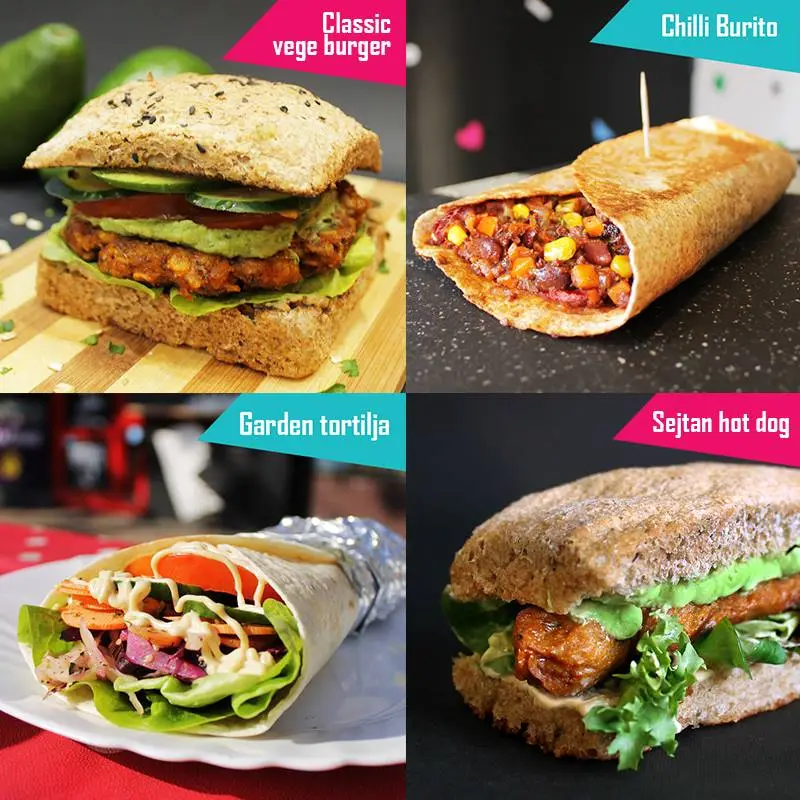 Classic
vege burger
Chilli Burito
Garden tortilja
Sejtan hot dog